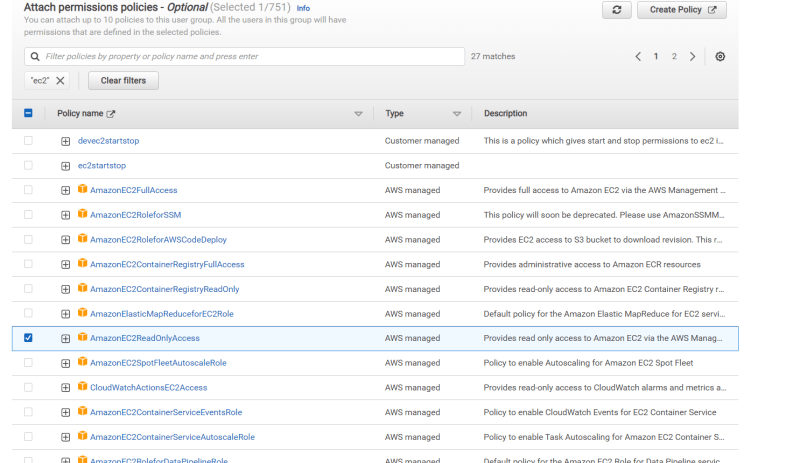 Attach permissions policies - Optional (Selected 1/751) Info
You can attach up to 10 policies to this user group. All the users in this group will have
permissions that are defined in the selected policies.
Create Policy
Filter policies by property or policy name and press enter
27 matches
1 2
"ec2"
Clear filters
Policy name Type Description
devec2startstop Customer managed This is a policy which gives start and stop permissions to ec2 i...
ec2startstop Customer managed
AmazonEC2FullAccess AWS managed Provides full access to Amazon EC2 via the AWS Management ...
AmazonEC2RoleforSSM AWS managed This policy will soon be deprecated. Please use AmazonSSMM...
AmazonEC2RoleforAWSCodeDeploy AWS managed Provides EC2 access to S3 bucket to download revision. This r...
AmazonEC2ContainerRegistryFullAccess AWS managed Provides administrative access to Amazon ECR resources
AmazonEC2ContainerRegistryReadOnly AWS managed Provides read-only access to Amazon EC2 Container Registry r...
AmazonElasticMapReduceforEC2Role AWS managed Default policy for the Amazon Elastic MapReduce for EC2 servi...
AmazonEC2ReadOnlyAccess AWS managed Provides read only access to Amazon EC2 via the AWS Manag...
AmazonEC2SpotFleetAutoscaleRole AWS managed Policy to enable Autoscaling for Amazon EC2 Spot Fleet
CloudWatchActionsEC2Access AWS managed Provides read-only access to CloudWatch alarms and metrics a...
AmazonEC2ContainerServiceEventsRole AWS managed Policy to enable CloudWatch Events for EC2 Container Service
AmazonEC2ContainerServiceAutoscaleRole AWS managed Policy to enable Task Autoscaling for Amazon EC2 Container S...
AmazonEC2RoleforDataPipelineRole AWS managed Default policy for the Amazon EC2 Role for Data Pipeline servic...